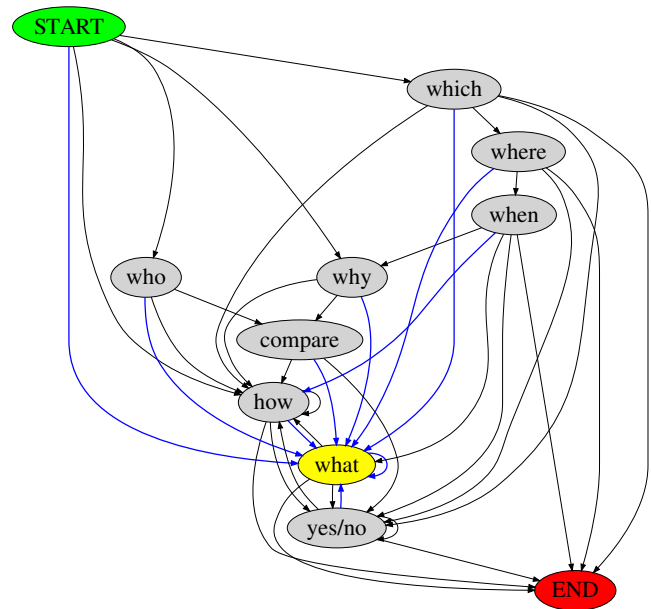 START
which
where
when
who
why
compare
how
what
yes/no
END